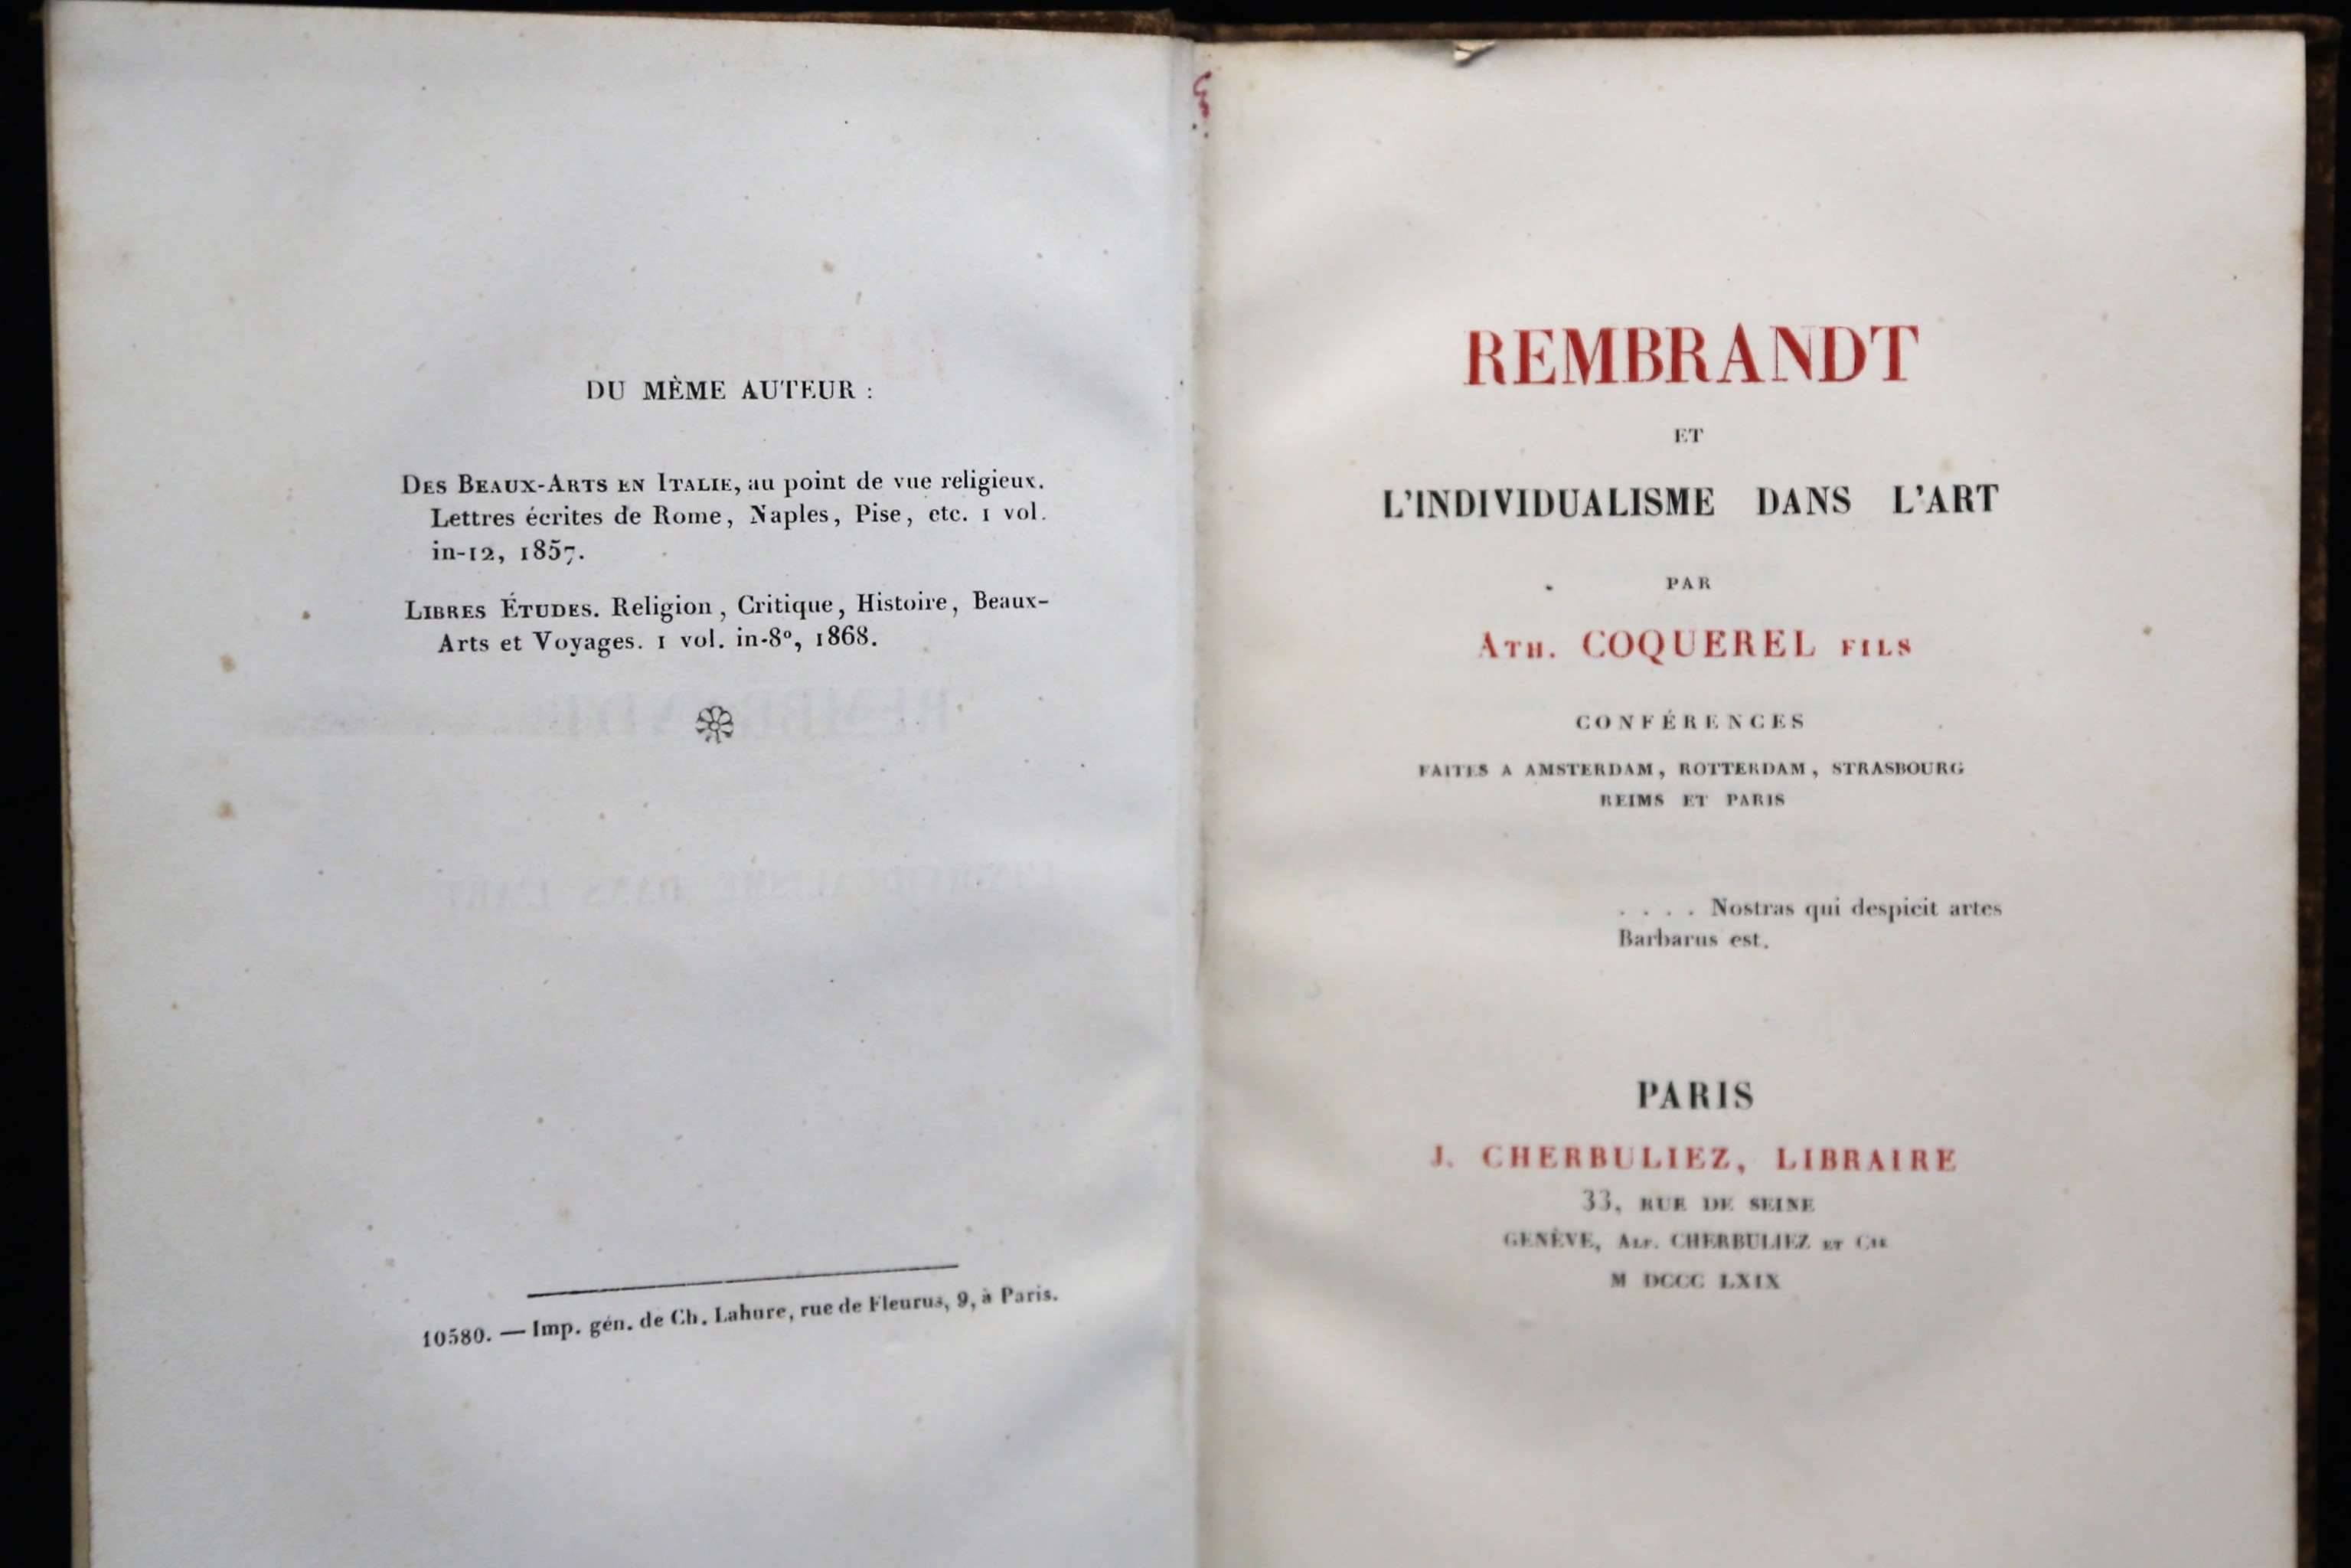 DU MÊME AUTEUR :
DES BEAUX-ARTS EN ITALIE, au point de vue religieux.
Lettres écrites de Rome, Naples, Pise, etc. 1 vol.
in-12, 1857.
LIBRES ÉTUDES. Religion, Critique, Histoire, Beaux-
Arts et Voyages. 1 vol. in-8º, 1868.
10580. — Imp. gén. de Ch. Lahure, rue de Fleurus, 9, à Paris.
REMBRANDT
ET
L'INDIVIDUALISME DANS L'ART
PAR
ATH. COQUEREL FILS
CONFÉRENCES
FAITES A AMSTERDAM, ROTTERDAM, STRASBOURG
REIMS ET PARIS
. . . . Nostras qui despicit artes
Barbarus est.
PARIS
J. CHERBULIEZ, LIBRAIRE
33, RUE DE SEINE
GENÈVE, ALF. CHERBULIEZ ET CIE
M DCCC LXIX